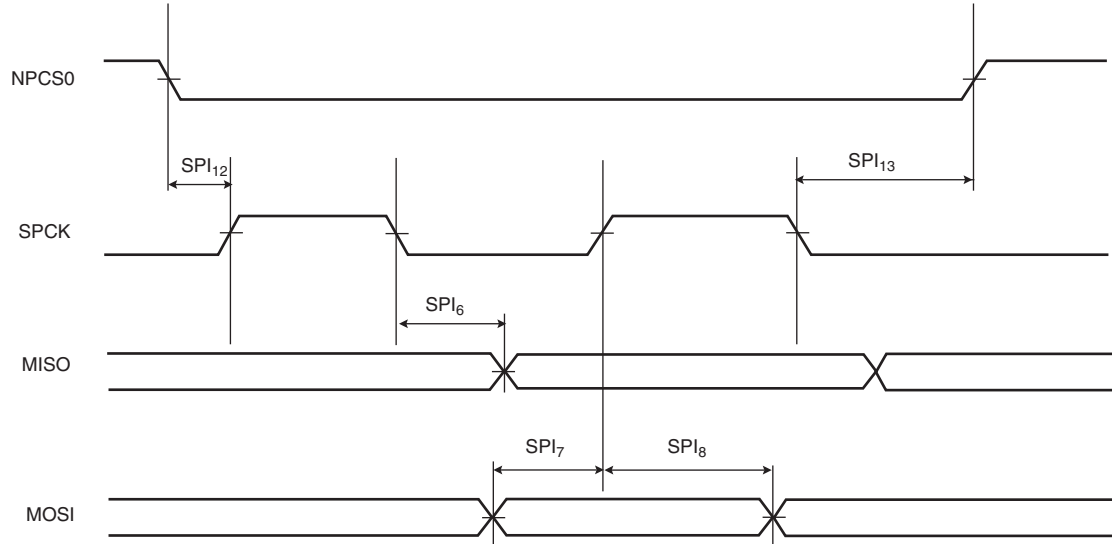 NPCS0
SPI₁₂
SPI₁₃
SPCK
SPI₆
MISO
SPI₇
SPI₈
MOSI